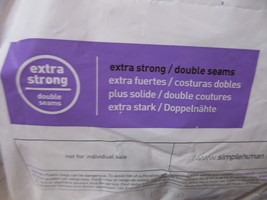 extra
strong
double
seams
extra strong / double seams
extra fuertes / costuras dobles
plus solide / double coutures
extra stark / Doppelnähte
not for individual sale
www.simplehuman